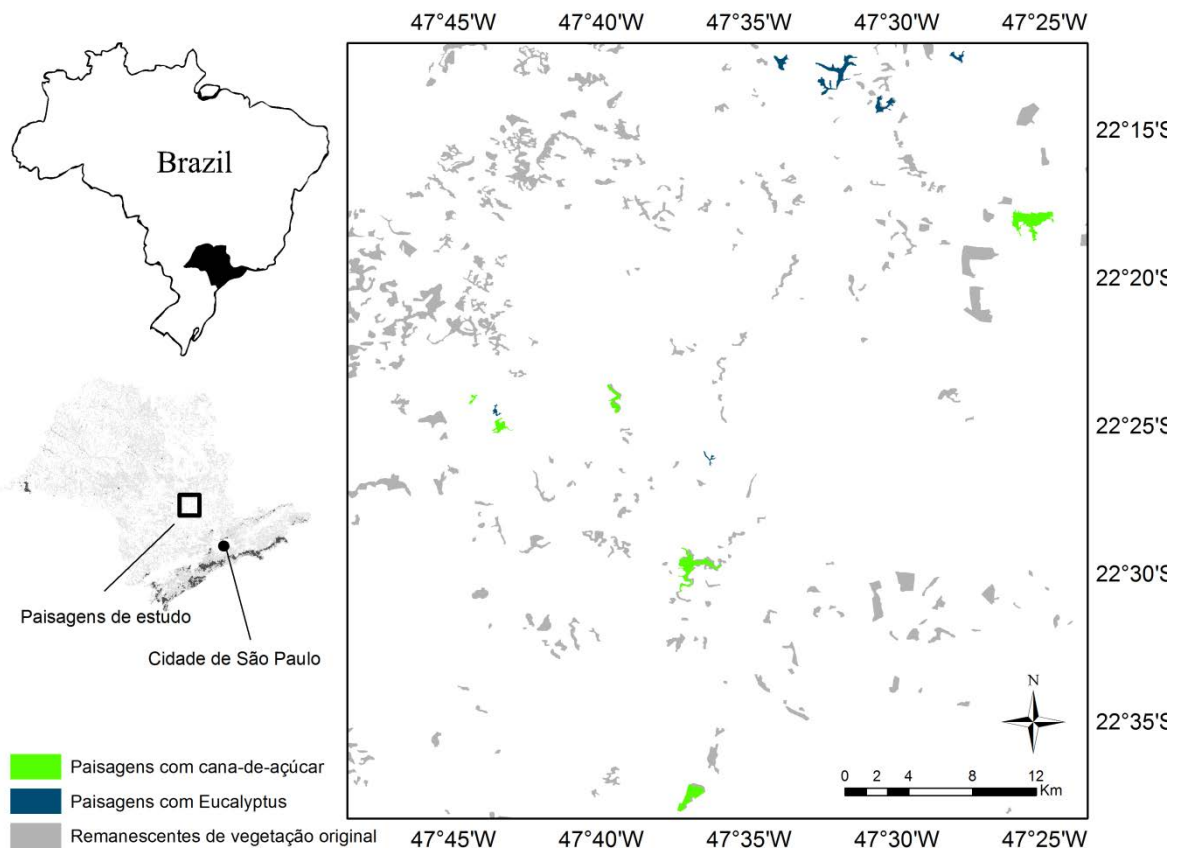 47°45'W 47°40'W 47°35'W 47°30'W 47°25'W
Brazil
22°15'S
22°20'S
22°25'S
22°30'S
22°35'S
Paisagens de estudo
Cidade de São Paulo
N
0 2 4 8 12
Km
Paisagens com cana-de-açúcar
Paisagens com Eucalyptus
Remanescentes de vegetação original
47°45'W 47°40'W 47°35'W 47°30'W 47°25'W